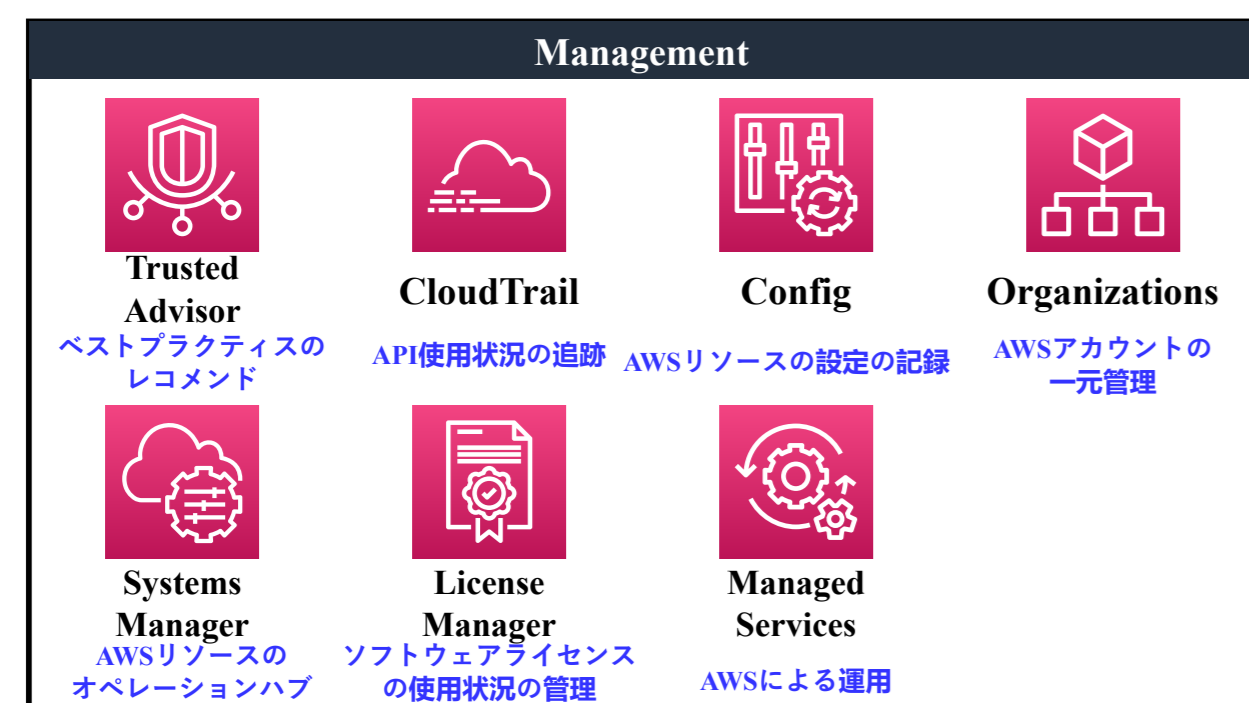 Management
Trusted
Advisor
ベストプラクティスの
レコメンド
CloudTrail
API使用状況の追跡
Config
AWSリソースの設定の記録
Organizations
AWSアカウントの
一元管理
Systems
Manager
AWSリソースの
オペレーションハブ
License
Manager
ソフトウェアライセンス
の使用状況の管理
Managed
Services
AWSによる運用